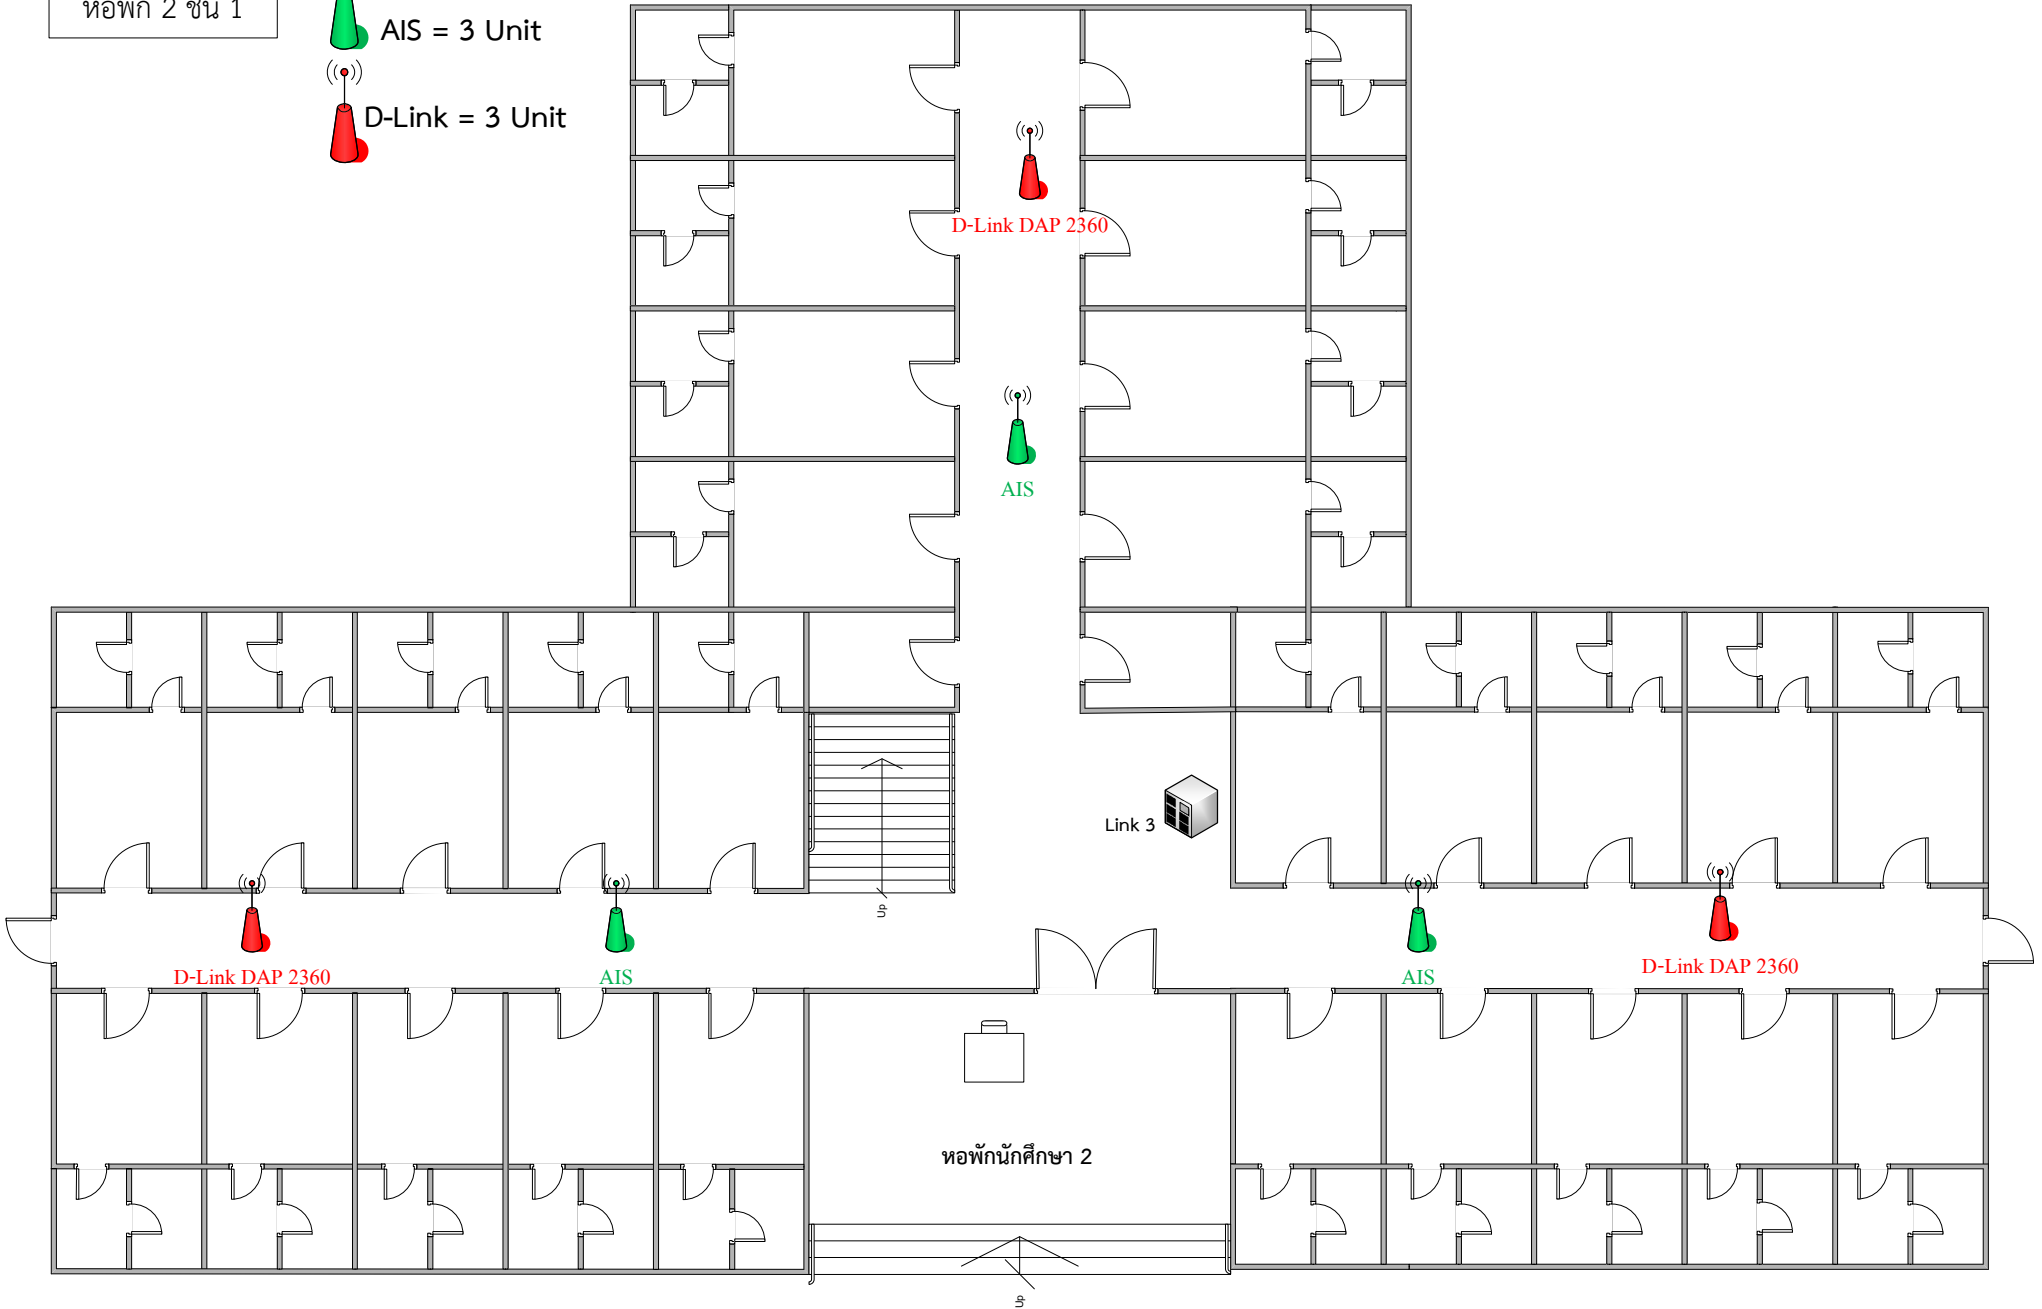 หอพัก 2 ชั้น 1
AIS = 3 Unit
D-Link = 3 Unit
D-Link DAP 2360
AIS
Link 3
Up
D-Link DAP 2360
AIS
AIS
D-Link DAP 2360
หอพักนักศึกษา 2
Up